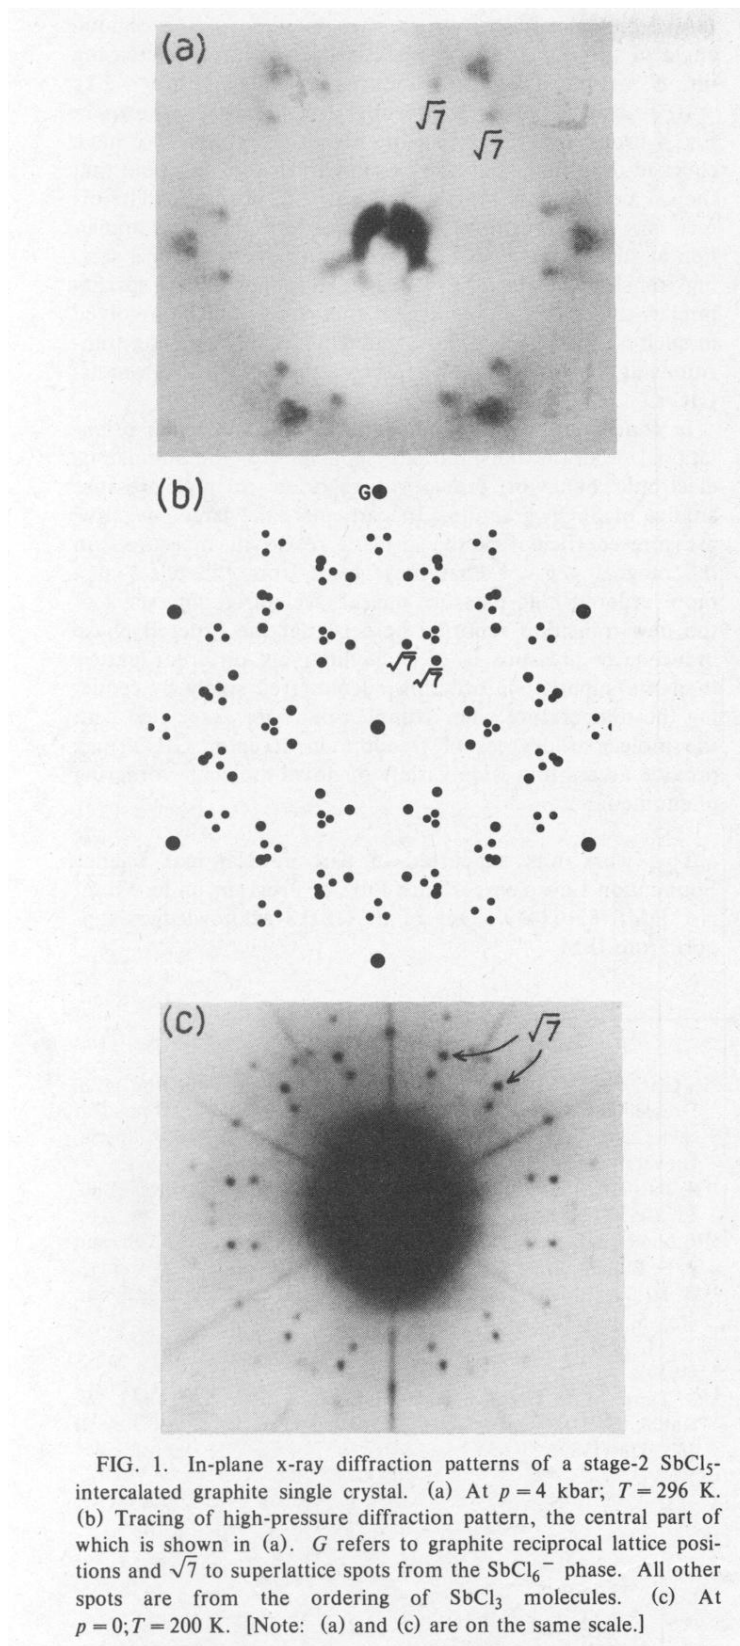 (a)
√7
√7
(b)
G
√7
√7
(c)
√7
FIG. 1. In-plane x-ray diffraction patterns of a stage-2 SbCl₅-
intercalated graphite single crystal. (a) At p = 4 kbar; T = 296 K.
(b) Tracing of high-pressure diffraction pattern, the central part of
which is shown in (a). G refers to graphite reciprocal lattice posi-
tions and √7 to superlattice spots from the SbCl₆⁻ phase. All other
spots are from the ordering of SbCl₃ molecules. (c) At
p = 0; T = 200 K. [Note: (a) and (c) are on the same scale.]